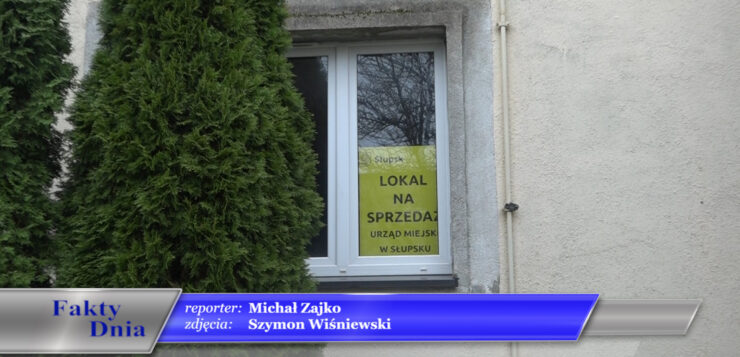 Słupsk
LOKAL
NA
SPRZEDAŻ
URZĄD MIEJSKI
W SŁUPSKU
Fakty
Dnia
reporter: Michał Zajko
zdjęcia: Szymon Wiśniewski